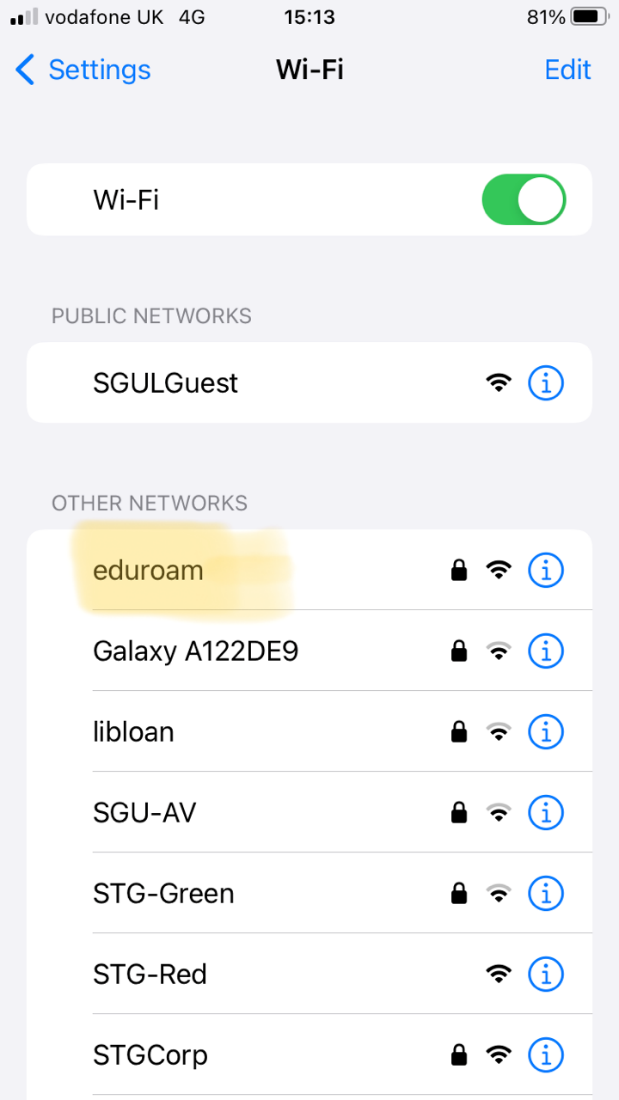 vodafone UK 4G 15:13 81%
Settings Wi-Fi Edit
Wi-Fi
PUBLIC NETWORKS
SGULGuest
OTHER NETWORKS
eduroam
Galaxy A122DE9
libloan
SGU-AV
STG-Green
STG-Red
STGCorp